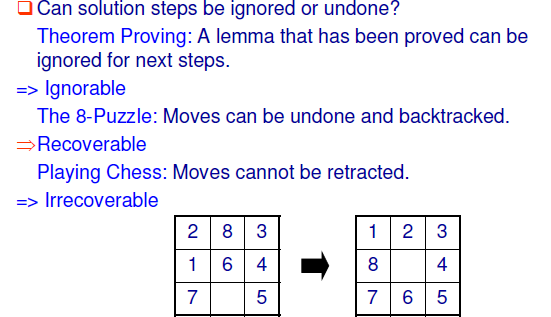 Can solution steps be ignored or undone?
Theorem Proving: A lemma that has been proved can be
ignored for next steps.
=> Ignorable
The 8-Puzzle: Moves can be undone and backtracked.
⇒Recoverable
Playing Chess: Moves cannot be retracted.
=> Irrecoverable
2 8 3 1 2 3
1 6 4 8 4
7 5 7 6 5